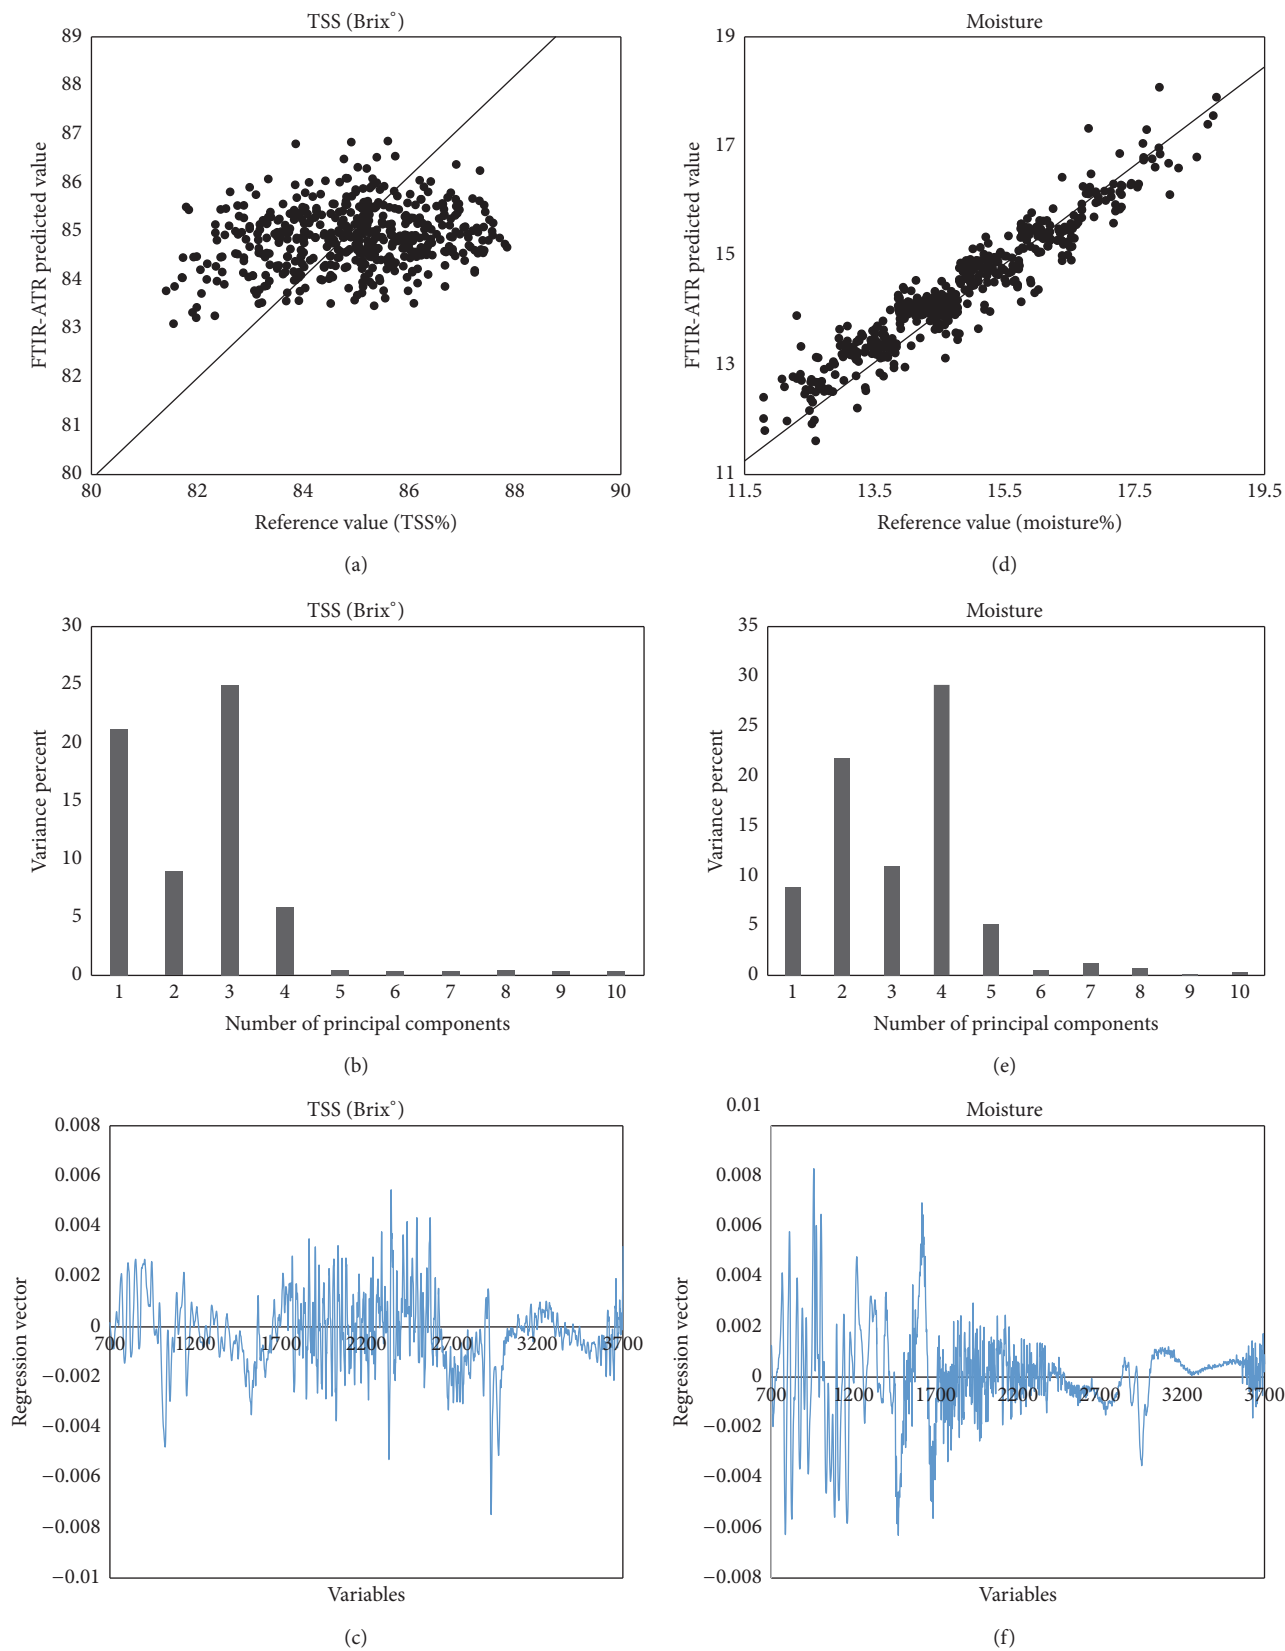 TSS (Brix°)
89
88
87
86
85
84
83
82
81
80
80 82 84 86 88 90
FTIR-ATR predicted value
Reference value (TSS%)
(a)
Moisture
19
17
15
13
11
11.5 13.5 15.5 17.5 19.5
FTIR-ATR predicted value
Reference value (moisture%)
(d)
TSS (Brix°)
30
25
20
15
10
5
0
1 2 3 4 5 6 7 8 9 10
Variance percent
Number of principal components
(b)
Moisture
35
30
25
20
15
10
5
0
1 2 3 4 5 6 7 8 9 10
Variance percent
Number of principal components
(e)
TSS (Brix°)
0.008
0.006
0.004
0.002
0
−0.002
−0.004
−0.006
−0.008
−0.01
700 1200 1700 2200 2700 3200 3700
Regression vector
Variables
(c)
Moisture
0.01
0.008
0.006
0.004
0.002
0
−0.002
−0.004
−0.006
−0.008
700 1200 1700 2200 2700 3200 3700
Regression vector
Variables
(f)